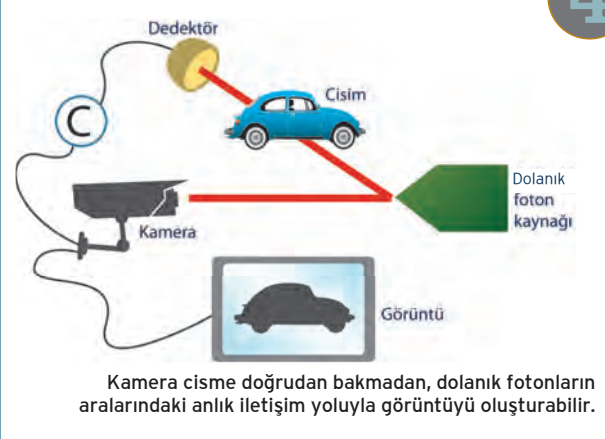 4
Dedektör
Cisim
C
Dolanık
foton
kaynağı
Kamera
Görüntü
Kamera cisme doğrudan bakmadan, dolanık fotonların
aralarındaki anlık iletişim yoluyla görüntüyü oluşturabilir.